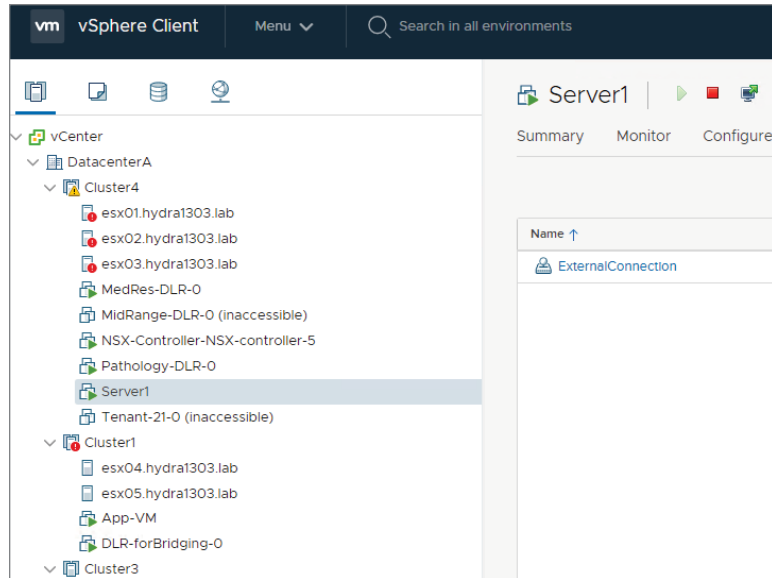 vm vSphere Client Menu Search in all environments
Server1
Summary Monitor Configure
Name
ExternalConnection
vCenter
DatacenterA
Cluster4
esx01.hydra1303.lab
esx02.hydra1303.lab
esx03.hydra1303.lab
MedRes-DLR-0
MidRange-DLR-0 (inaccessible)
NSX-Controller-NSX-controller-5
Pathology-DLR-0
Server1
Tenant-21-0 (inaccessible)
Cluster1
esx04.hydra1303.lab
esx05.hydra1303.lab
App-VM
DLR-forBridging-0
Cluster3